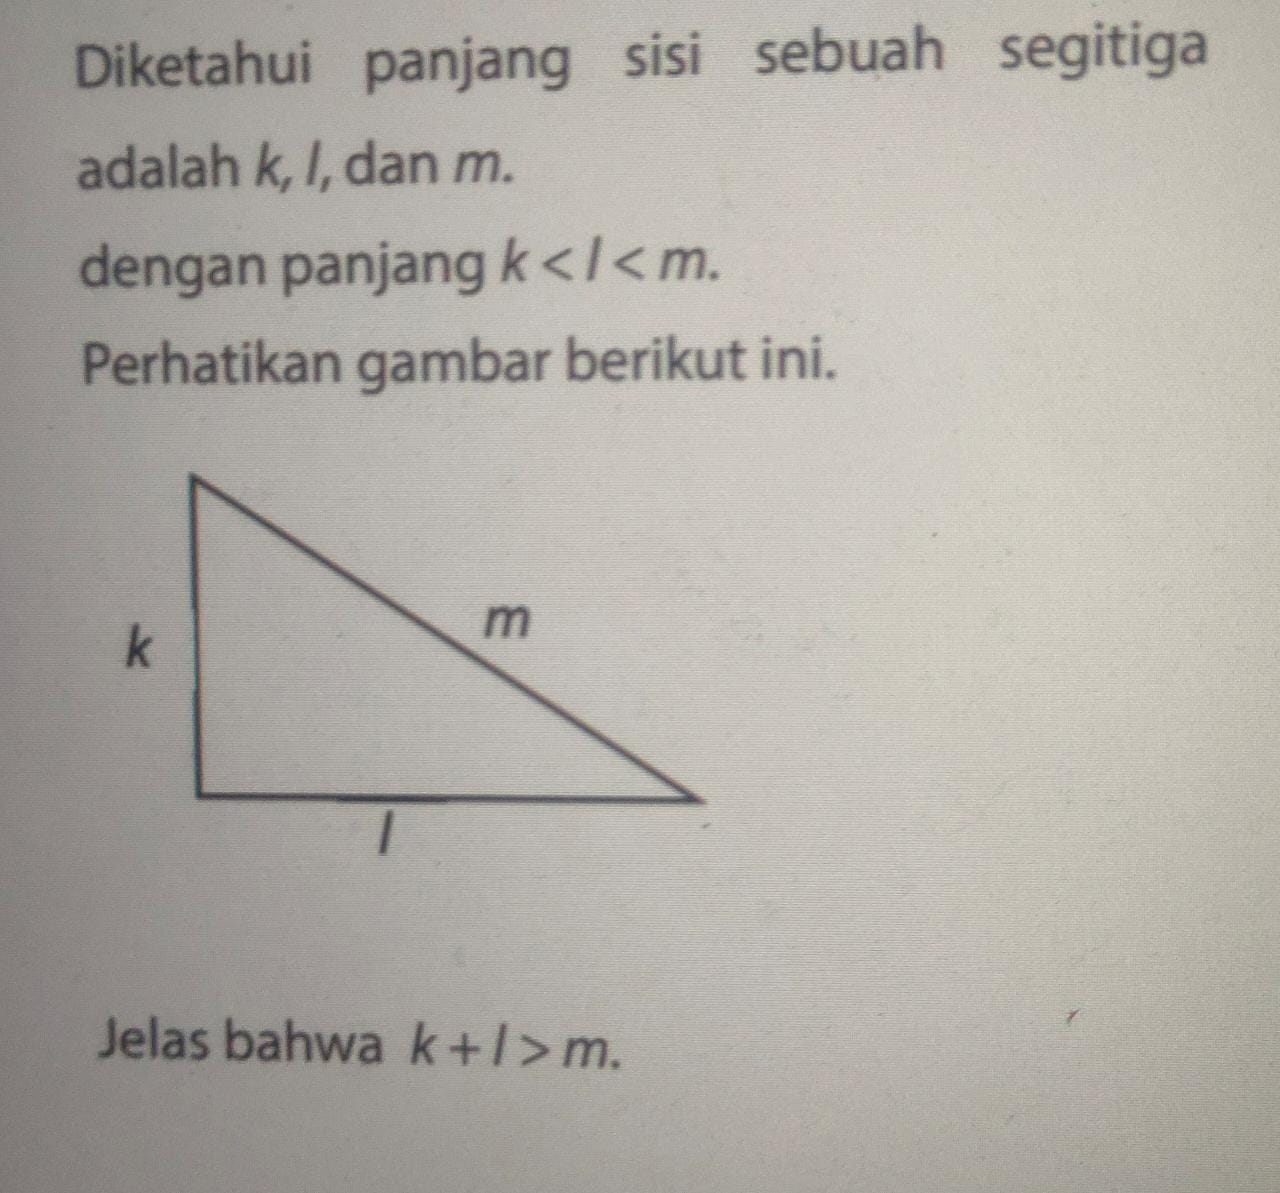 Diketahui panjang sisi sebuah segitiga
adalah k, l, dan m.
dengan panjang k < l < m.
Perhatikan gambar berikut ini.
k
m
l
Jelas bahwa k + l > m.